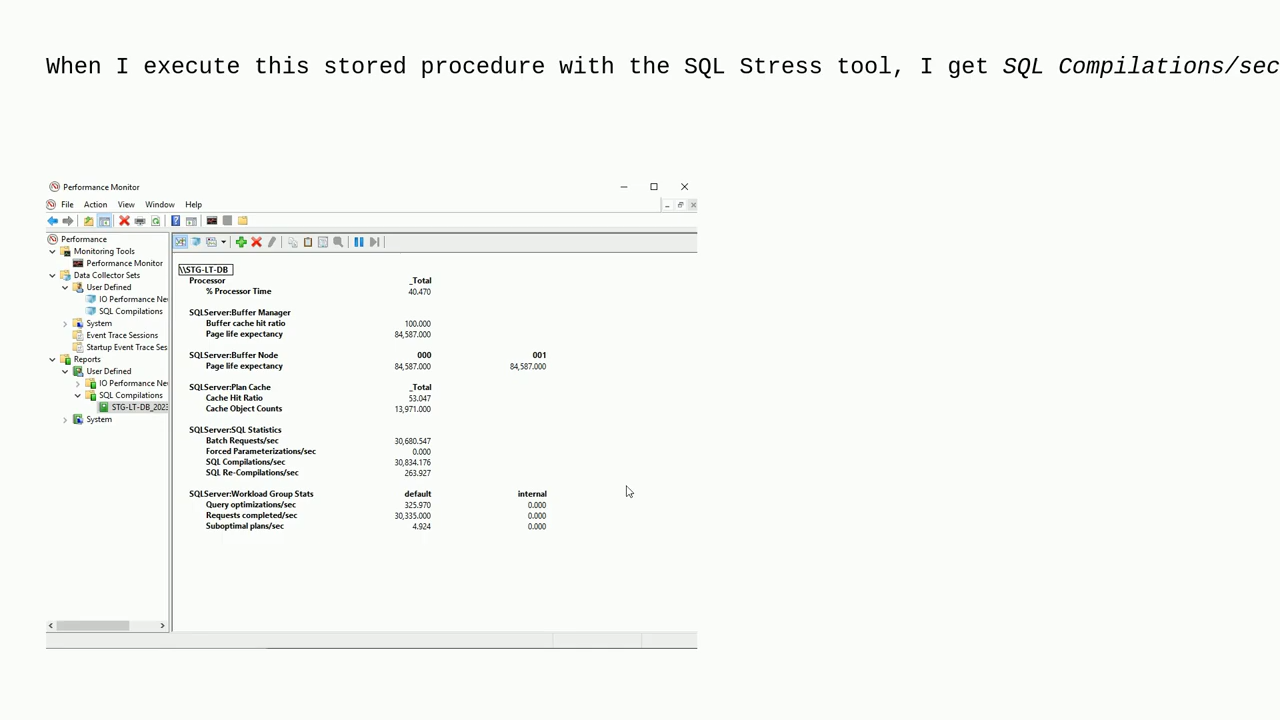 When I execute this stored procedure with the SQL Stress tool, I get SQL Compilations/sec
Performance Monitor
File Action View Window Help
Performance
Monitoring Tools
Performance Monitor
Data Collector Sets
User Defined
IO Performance Ne
SQL Compilations
System
Event Trace Sessions
Startup Event Trace Ses
Reports
User Defined
IO Performance Ne
SQL Compilations
STG-LT-DB_2023
System
\\STG-LT-DB
Processor _Total
% Processor Time 40.470
SQLServer:Buffer Manager
Buffer cache hit ratio 100.000
Page life expectancy 84,587.000
SQLServer:Buffer Node 000 001
Page life expectancy 84,587.000 84,587.000
SQLServer:Plan Cache _Total
Cache Hit Ratio 53.047
Cache Object Counts 13,971.000
SQLServer:SQL Statistics
Batch Requests/sec 30,680.547
Forced Parameterizations/sec 0.000
SQL Compilations/sec 30,834.176
SQL Re-Compilations/sec 263.927
SQLServer:Workload Group Stats default internal
Query optimizations/sec 325.970 0.000
Requests completed/sec 30,335.000 0.000
Suboptimal plans/sec 4.924 0.000